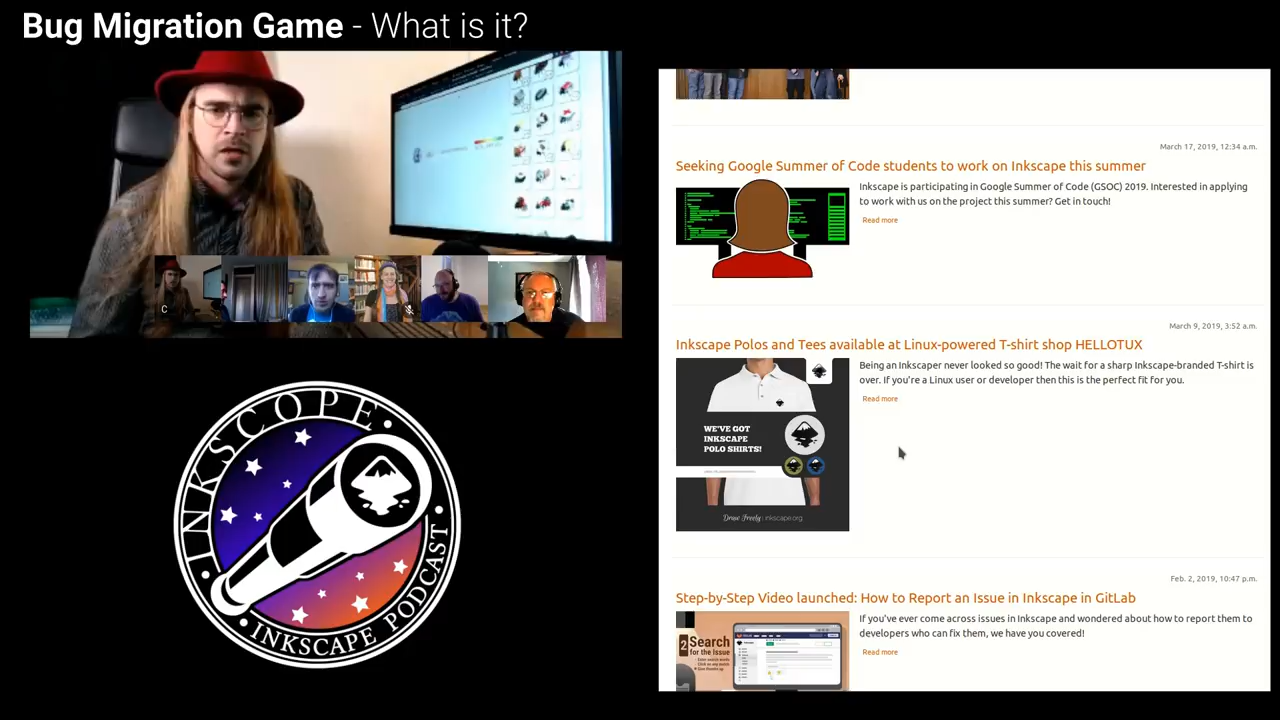 Bug Migration Game - What is it?
C
INKSCOPE
INKSCAPE PODCAST
March 17, 2019, 12:34 a.m.
Seeking Google Summer of Code students to work on Inkscape this summer
Inkscape is participating in Google Summer of Code (GSOC) 2019. Interested in applying
to work with us on the project this summer? Get in touch!
Read more
March 9, 2019, 3:52 a.m.
Inkscape Polos and Tees available at Linux-powered T-shirt shop HELLOTUX
Being an Inkscaper never looked so good! The wait for a sharp Inkscape-branded T-shirt is
over. If you're a Linux user or developer then this is the perfect fit for you.
Read more
WE'VE GOT
INKSCAPE
POLO SHIRTS!
Draw Freely | inkscape.org
Feb. 2, 2019, 10:47 p.m.
Step-by-Step Video launched: How to Report an Issue in Inkscape in GitLab
If you've ever come across issues in Inkscape and wondered about how to report them to
developers who can fix them, we have you covered!
Read more
2 Search
for the Issue